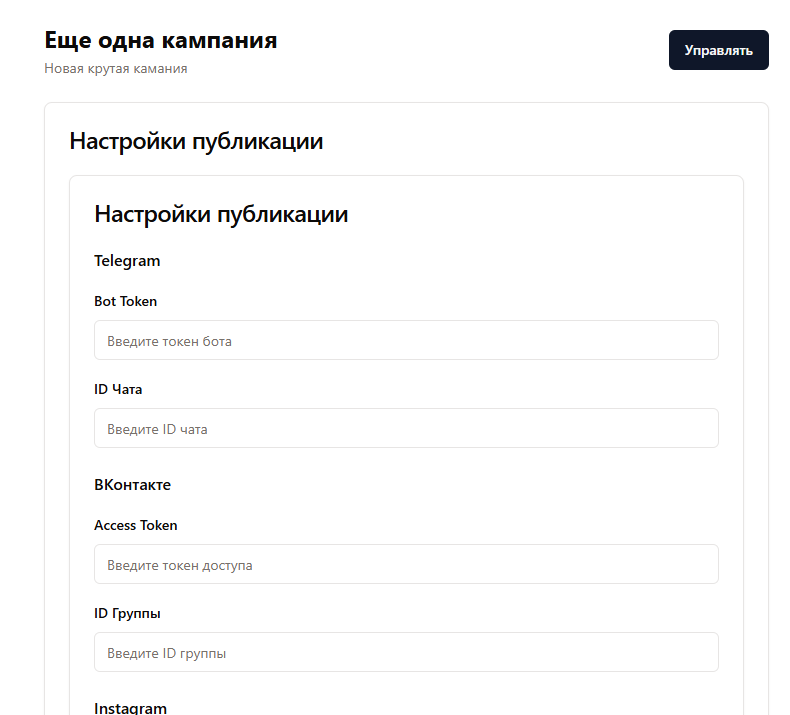 Еще одна кампания
Управлять
Новая крутая камания
Настройки публикации
Настройки публикации
Telegram
Bot Token
Введите токен бота
ID Чата
Введите ID чата
ВКонтакте
Access Token
Введите токен доступа
ID Группы
Введите ID группы
Instagram